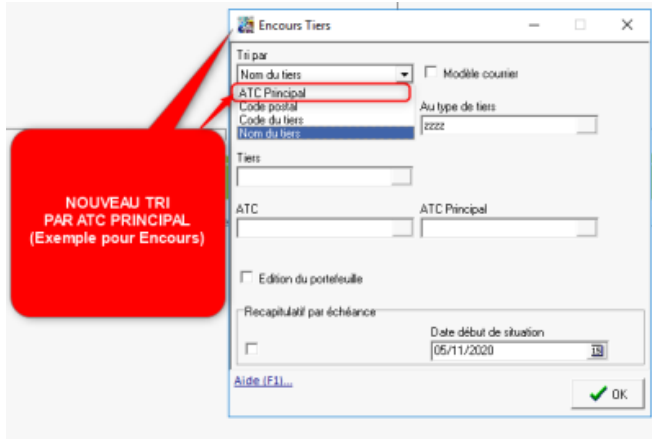 Encours Tiers
Tri par
Nom du tiers
Modèle courrier
ATC Principal
Code postal
Code du tiers
Nom du tiers
Au type de tiers
zzzz
Tiers
NOUVEAU TRI
PAR ATC PRINCIPAL
(Exemple pour Encours)
ATC
ATC Principal
Edition du portefeuille
Recapitulatif par échéance
Date début de situation
05/11/2020
15
Aide (F1)...
OK